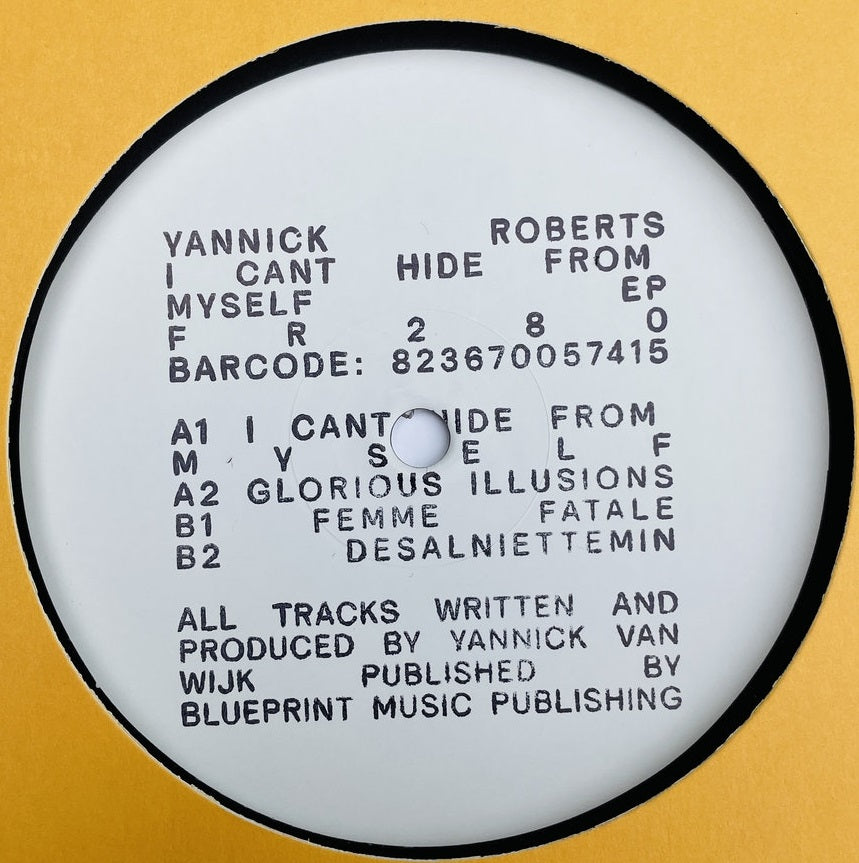 YANNICK ROBERTS
I CANT HIDE FROM
MYSELF EP
F R 2 8 0
BARCODE: 823670057415
A1 I CANT HIDE FROM
M Y S E L F
A2 GLORIOUS ILLUSIONS
B1 FEMME FATALE
B2 DESALNIETTEMIN
ALL TRACKS WRITTEN AND
PRODUCED BY YANNICK VAN
WIJK PUBLISHED BY
BLUEPRINT MUSIC PUBLISHING